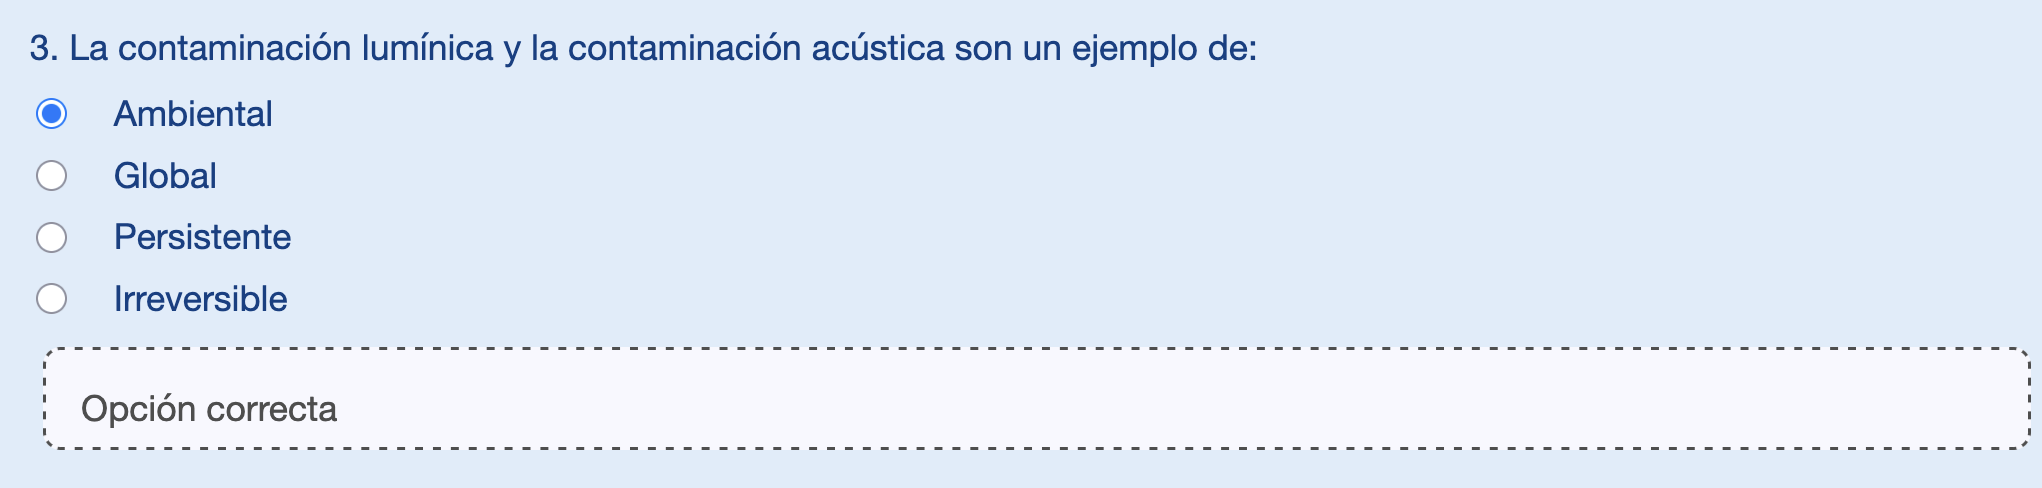 3. La contaminación lumínica y la contaminación acústica son un ejemplo de:
Ambiental
Global
Persistente
Irreversible
Opción correcta